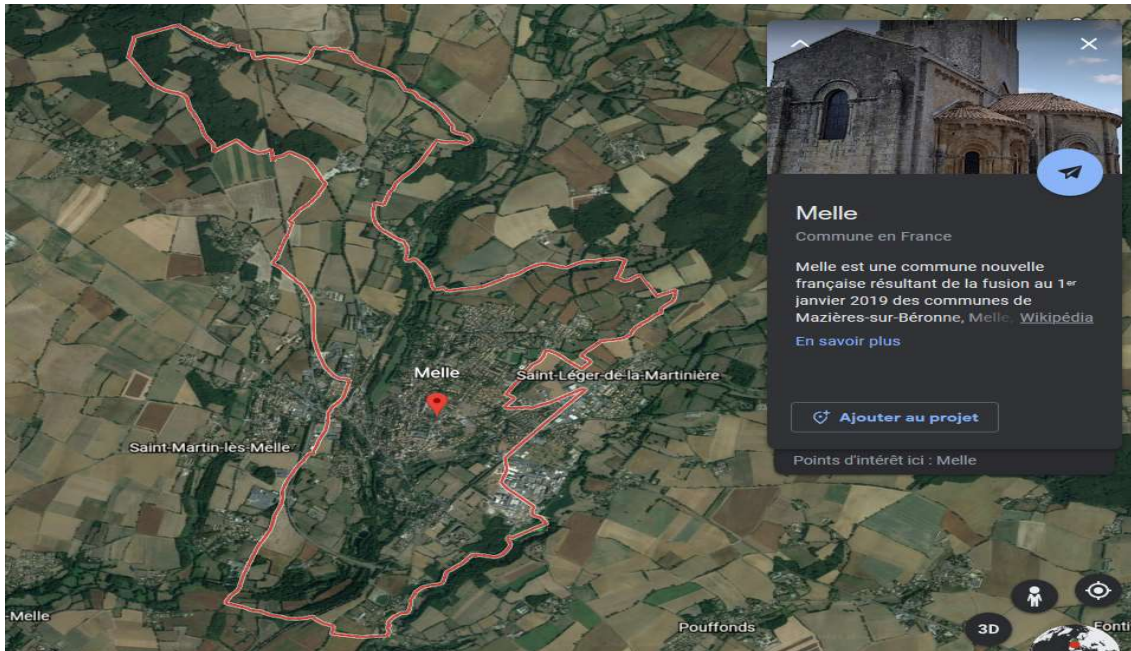 Melle
Commune en France
Melle est une commune nouvelle
française résultant de la fusion au 1er
janvier 2019 des communes de
Mazières-sur-Béronne, Melle, Wikipédia
En savoir plus
Ajouter au projet
Points d'intérêt ici : Melle
Melle
Saint-Léger-de-la-Martinière
Saint-Martin-lès-Melle
-Melle
Pouffonds
3D
Fonti